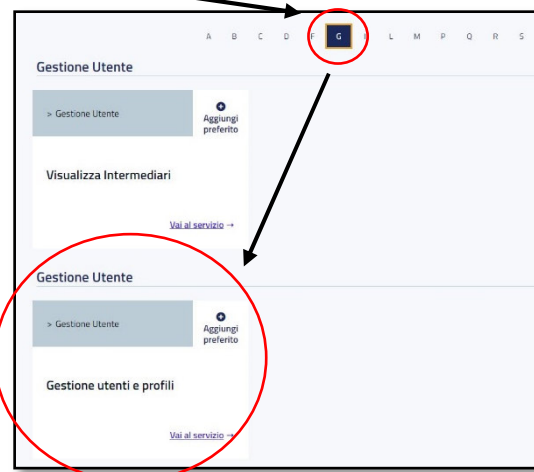 A B C D F G I L M P Q R S
Gestione Utente
> Gestione Utente
Aggiungi
preferito
Visualizza Intermediari
Vai al servizio →
Gestione Utente
> Gestione Utente
Aggiungi
preferito
Gestione utenti e profili
Vai al servizio →